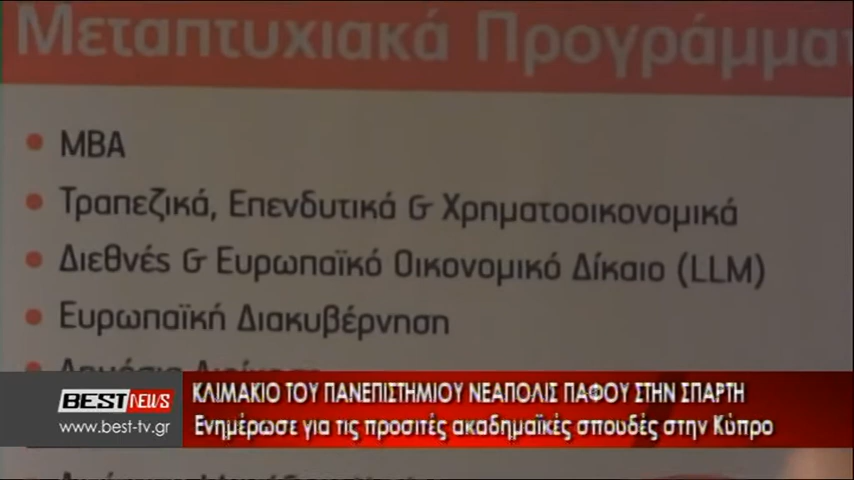 Μεταπτυχιακά Προγράμματ
MBA
Τραπεζικά, Επενδυτικά & Χρηματοοικονομικά
Διεθνές & Ευρωπαϊκό Οικονομικό Δίκαιο (LLM)
Ευρωπαϊκή Διακυβέρνηση
BEST NEWS
www.best-tv.gr
ΚΛΙΜΑΚΙΟ ΤΟΥ ΠΑΝΕΠΙΣΤΗΜΙΟΥ ΝΕΑΠΟΛΙΣ ΠΑΦΟΥ ΣΤΗΝ ΣΠΑΡΤΗ
Ενημέρωσε για τις προσιτές ακαδημαϊκές σπουδές στην Κύπρο